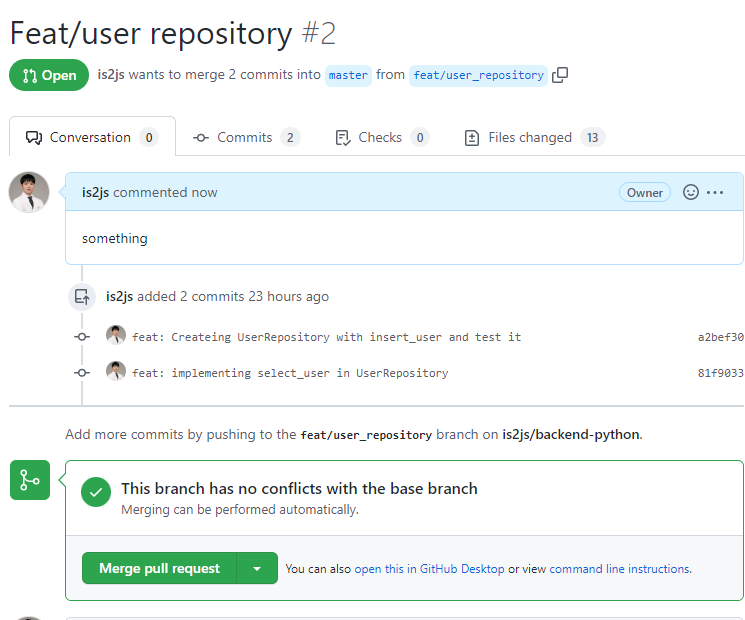 Feat/user repository #2
Open is2js wants to merge 2 commits into master from feat/user_repository
Conversation 0 Commits 2 Checks 0 Files changed 13
is2js commented now Owner
something
is2js added 2 commits 23 hours ago
feat: Createing UserRepository with insert_user and test it a2bef30
feat: implementing select_user in UserRepository 81f9033
Add more commits by pushing to the feat/user_repository branch on is2js/backend-python.
This branch has no conflicts with the base branch
Merging can be performed automatically.
Merge pull request You can also open this in GitHub Desktop or view command line instructions.